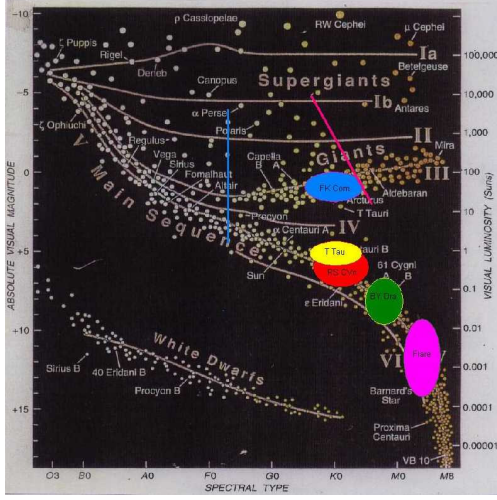 -10
ρ Cassiopeiae
RW Cephei
μ Cephei
ζ Puppis
Rigel
Deneb
Ia
100,000
Betelgeuse
Canopus
Supergiants
-5
Ib
10,000
α Persei
Antares
Polaris
ζ Ophiuchi
II
1,000
Regulus
Giants
Mira
V
Vega
Capella
B A
III
0
Sirius
100
Fomalhaut
Altair
FK Com
Aldebaran
Arcturus
Main Sequence
Procyon
T Tauri
10
IV
α Centauri A
T Tau
1
+5
Sun
RS CVn
61 Cygni
A B
BY Dra
0.1
ε Eridani
+10
White Dwarfs
VI
Flare
0.01
Sirius B
40 Eridani B
Procyon B
0.001
Barnard's
Star
+15
Proxima
Centauri
0.0001
VB 10
0.00001
O3 B0 A0 F0 G0 K0 M0 M8
SPECTRAL TYPE
ABSOLUTE VISUAL MAGNITUDE
VISUAL LUMINOSITY (Suns)